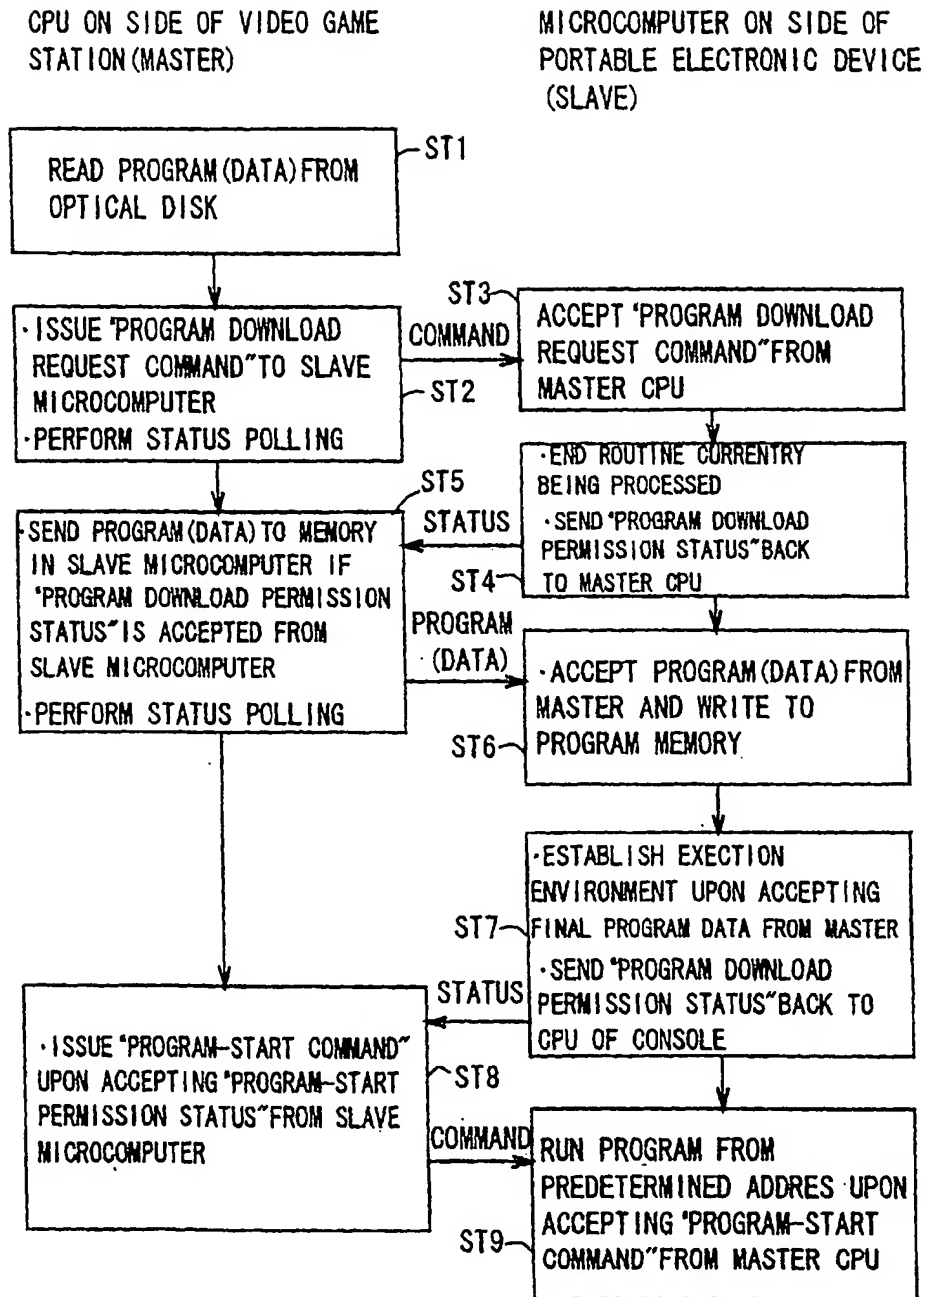 CPU ON SIDE OF VIDEO GAME
STATION(MASTER)
MICROCOMPUTER ON SIDE OF
PORTABLE ELECTRONIC DEVICE
(SLAVE)
ST1
READ PROGRAM(DATA)FROM
OPTICAL DISK
·ISSUE "PROGRAM DOWNLOAD
REQUEST COMMAND"TO SLAVE
MICROCOMPUTER
·PERFORM STATUS POLLING
ST2
COMMAND
ST3
ACCEPT "PROGRAM DOWNLOAD
REQUEST COMMAND"FROM
MASTER CPU
·END ROUTINE CURRENTRY
BEING PROCESSED
·SEND "PROGRAM DOWNLOAD
PERMISSION STATUS"BACK
TO MASTER CPU
ST4
STATUS
ST5
·SEND PROGRAM(DATA)TO MEMORY
IN SLAVE MICROCOMPUTER IF
"PROGRAM DOWNLOAD PERMISSION
STATUS"IS ACCEPTED FROM
SLAVE MICROCOMPUTER
·PERFORM STATUS POLLING
PROGRAM
(DATA)
·ACCEPT PROGRAM(DATA)FROM
MASTER AND WRITE TO
PROGRAM MEMORY
ST6
·ESTABLISH EXECTION
ENVIRONMENT UPON ACCEPTING
FINAL PROGRAM DATA FROM MASTER
·SEND "PROGRAM DOWNLOAD
PERMISSION STATUS"BACK TO
CPU OF CONSOLE
ST7
STATUS
·ISSUE "PROGRAM-START COMMAND"
UPON ACCEPTING "PROGRAM-START
PERMISSION STATUS"FROM SLAVE
MICROCOMPUTER
ST8
COMMAND
RUN PROGRAM FROM
PREDETERMINED ADDRES UPON
ACCEPTING "PROGRAM-START
COMMAND"FROM MASTER CPU
ST9